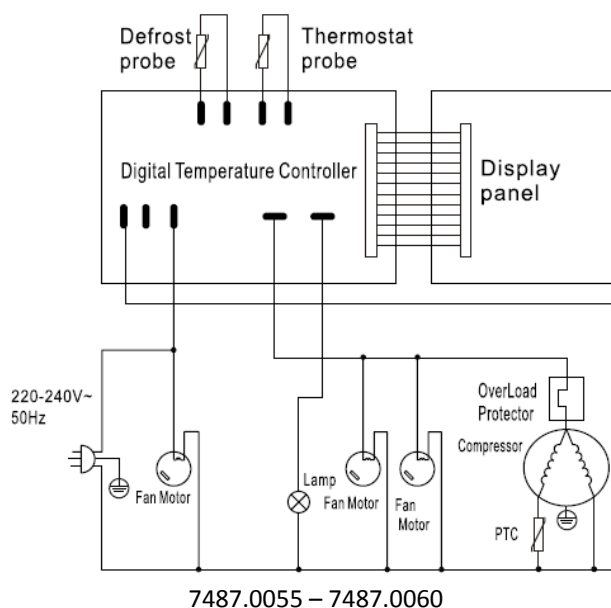 Defrost
probe
Thermostat
probe
Digital Temperature Controller
Display
panel
220-240V~
50Hz
OverLoad
Protector
Compressor
Lamp
Fan Motor
Fan Motor
Fan
Motor
PTC
7487.0055 – 7487.0060